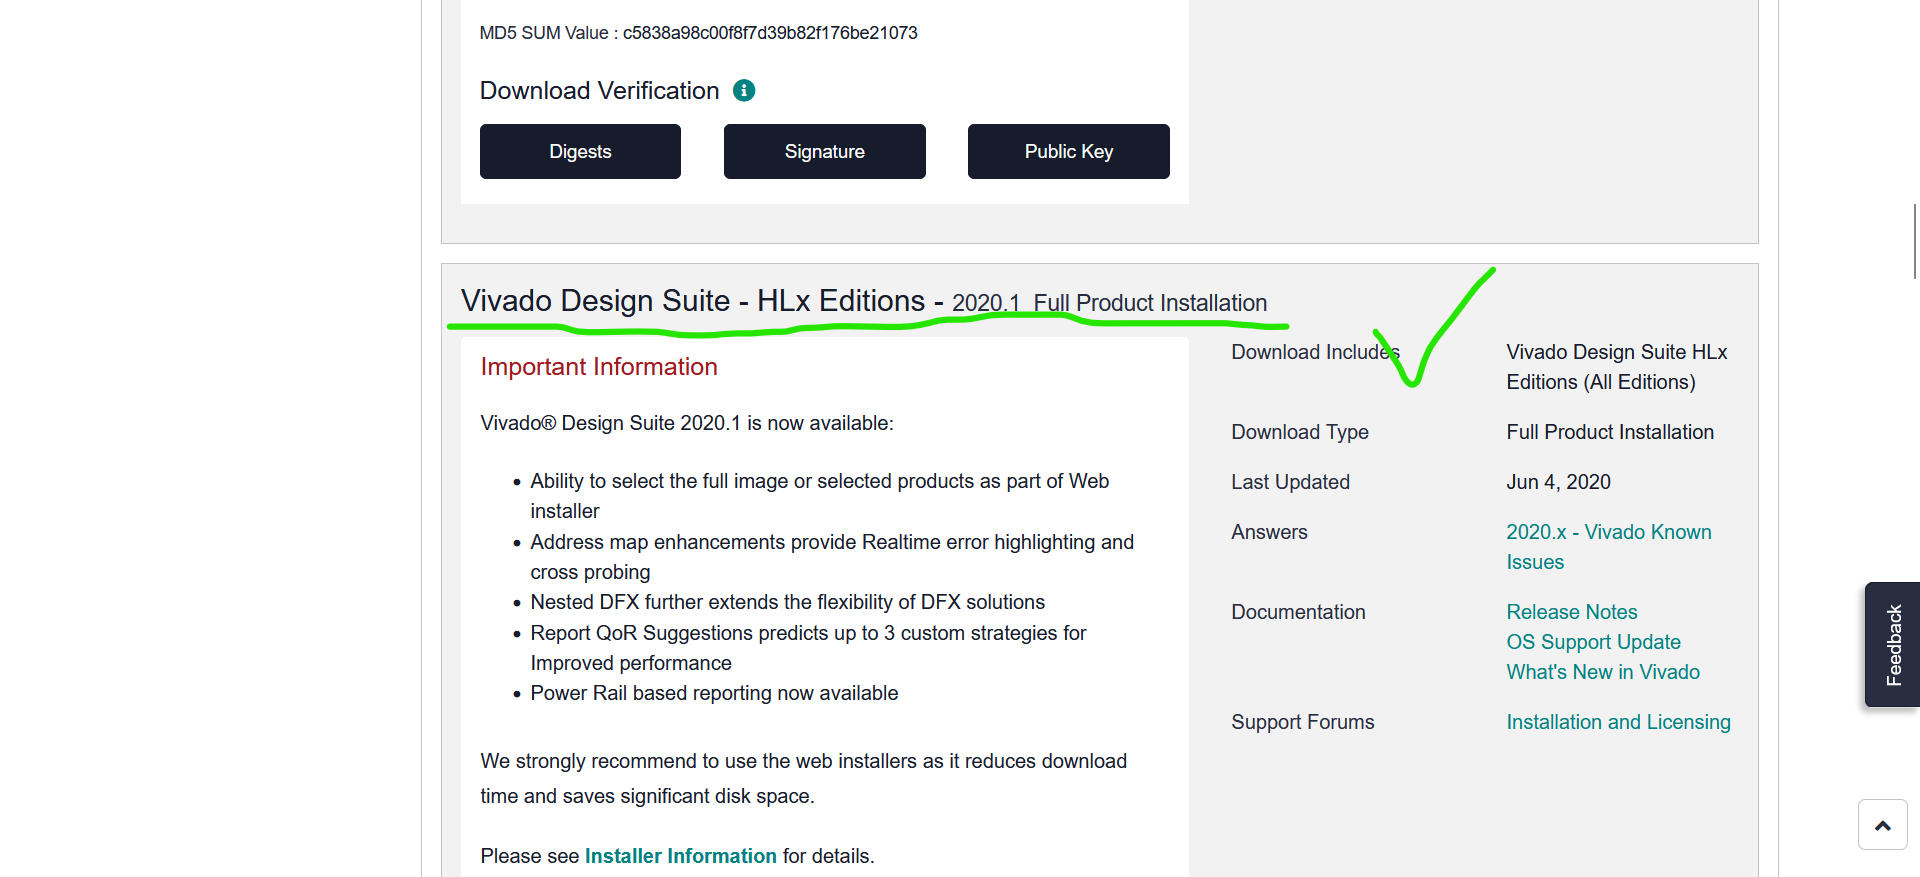 MD5 SUM Value : c5838a98c00f8f7d39b82f176be21073
Download Verification
Digests
Signature
Public Key
Vivado Design Suite - HLx Editions - 2020.1 Full Product Installation
Important Information
Vivado® Design Suite 2020.1 is now available:
• Ability to select the full image or selected products as part of Web
installer
• Address map enhancements provide Realtime error highlighting and
cross probing
• Nested DFX further extends the flexibility of DFX solutions
• Report QoR Suggestions predicts up to 3 custom strategies for
Improved performance
• Power Rail based reporting now available
We strongly recommend to use the web installers as it reduces download
time and saves significant disk space.
Please see Installer Information for details.
Download Includes
Vivado Design Suite HLx
Editions (All Editions)
Download Type
Full Product Installation
Last Updated
Jun 4, 2020
Answers
2020.x - Vivado Known
Issues
Documentation
Release Notes
OS Support Update
What's New in Vivado
Support Forums
Installation and Licensing
Feedback